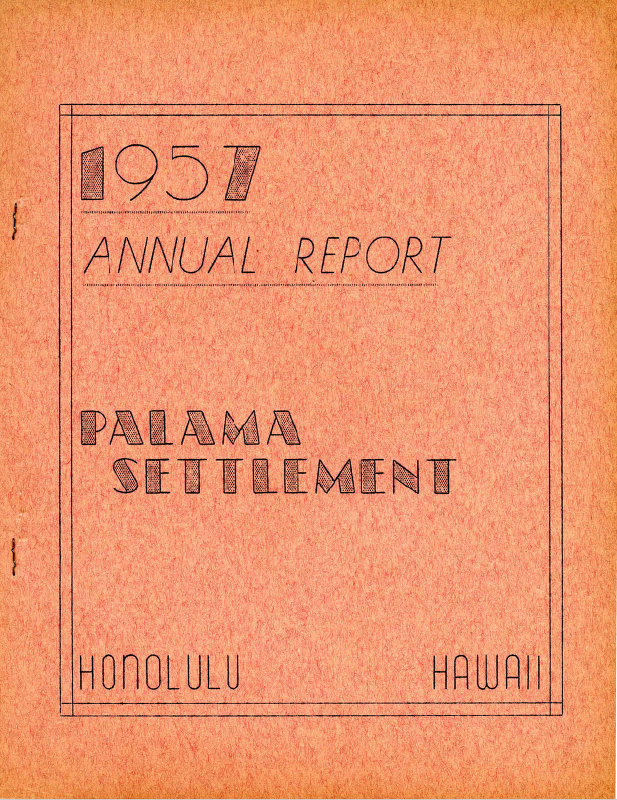 1957
ANNUAL REPORT
PALAMA
SETTLEMENT
HONOLULU HAWAII